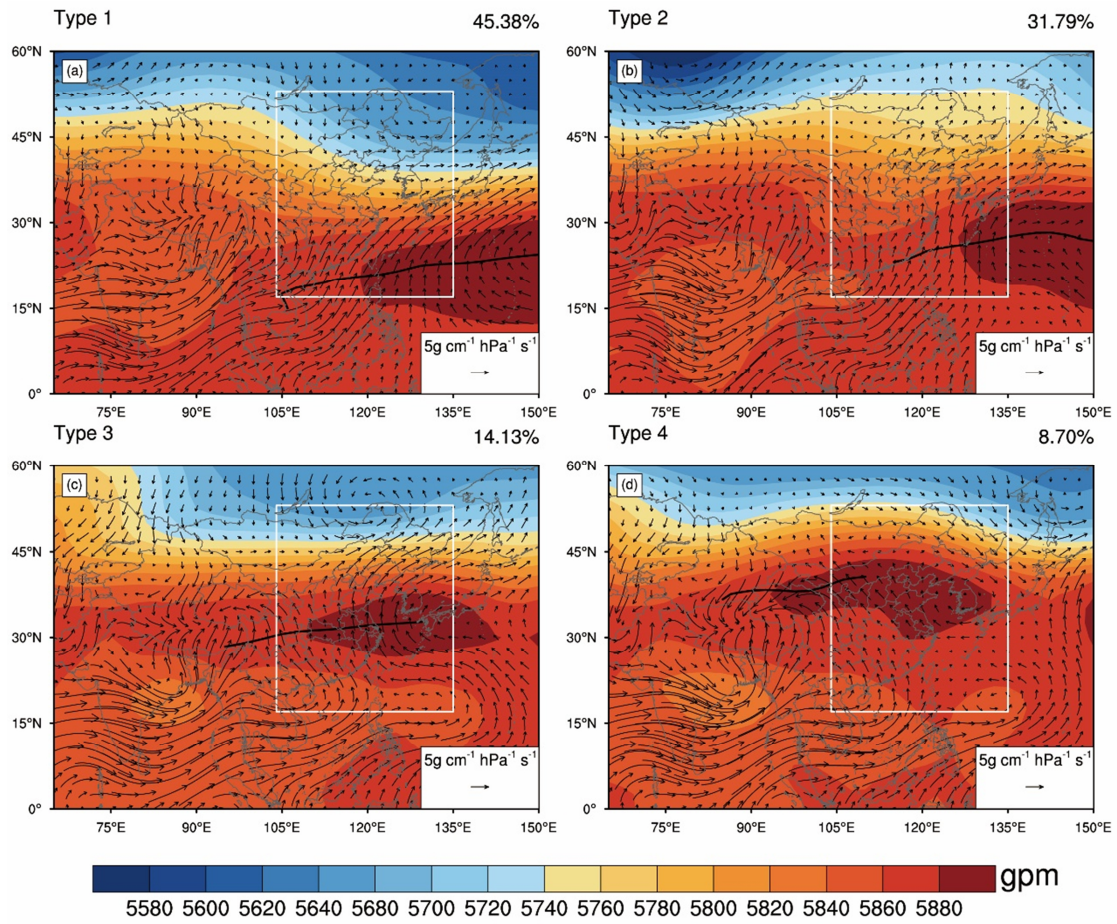 Type 1 45.38%
Type 2 31.79%
60°N
45°N
30°N
15°N
0°
(a)
5g cm⁻¹ hPa⁻¹ s⁻¹
75°E 90°E 105°E 120°E 135°E 150°E
60°N
45°N
30°N
15°N
0°
(b)
5g cm⁻¹ hPa⁻¹ s⁻¹
75°E 90°E 105°E 120°E 135°E 150°E
Type 3 14.13%
Type 4 8.70%
60°N
45°N
30°N
15°N
0°
(c)
5g cm⁻¹ hPa⁻¹ s⁻¹
75°E 90°E 105°E 120°E 135°E 150°E
60°N
45°N
30°N
15°N
0°
(d)
5g cm⁻¹ hPa⁻¹ s⁻¹
75°E 90°E 105°E 120°E 135°E 150°E
gpm
5580 5600 5620 5640 5680 5700 5720 5740 5760 5780 5800 5820 5840 5860 5880